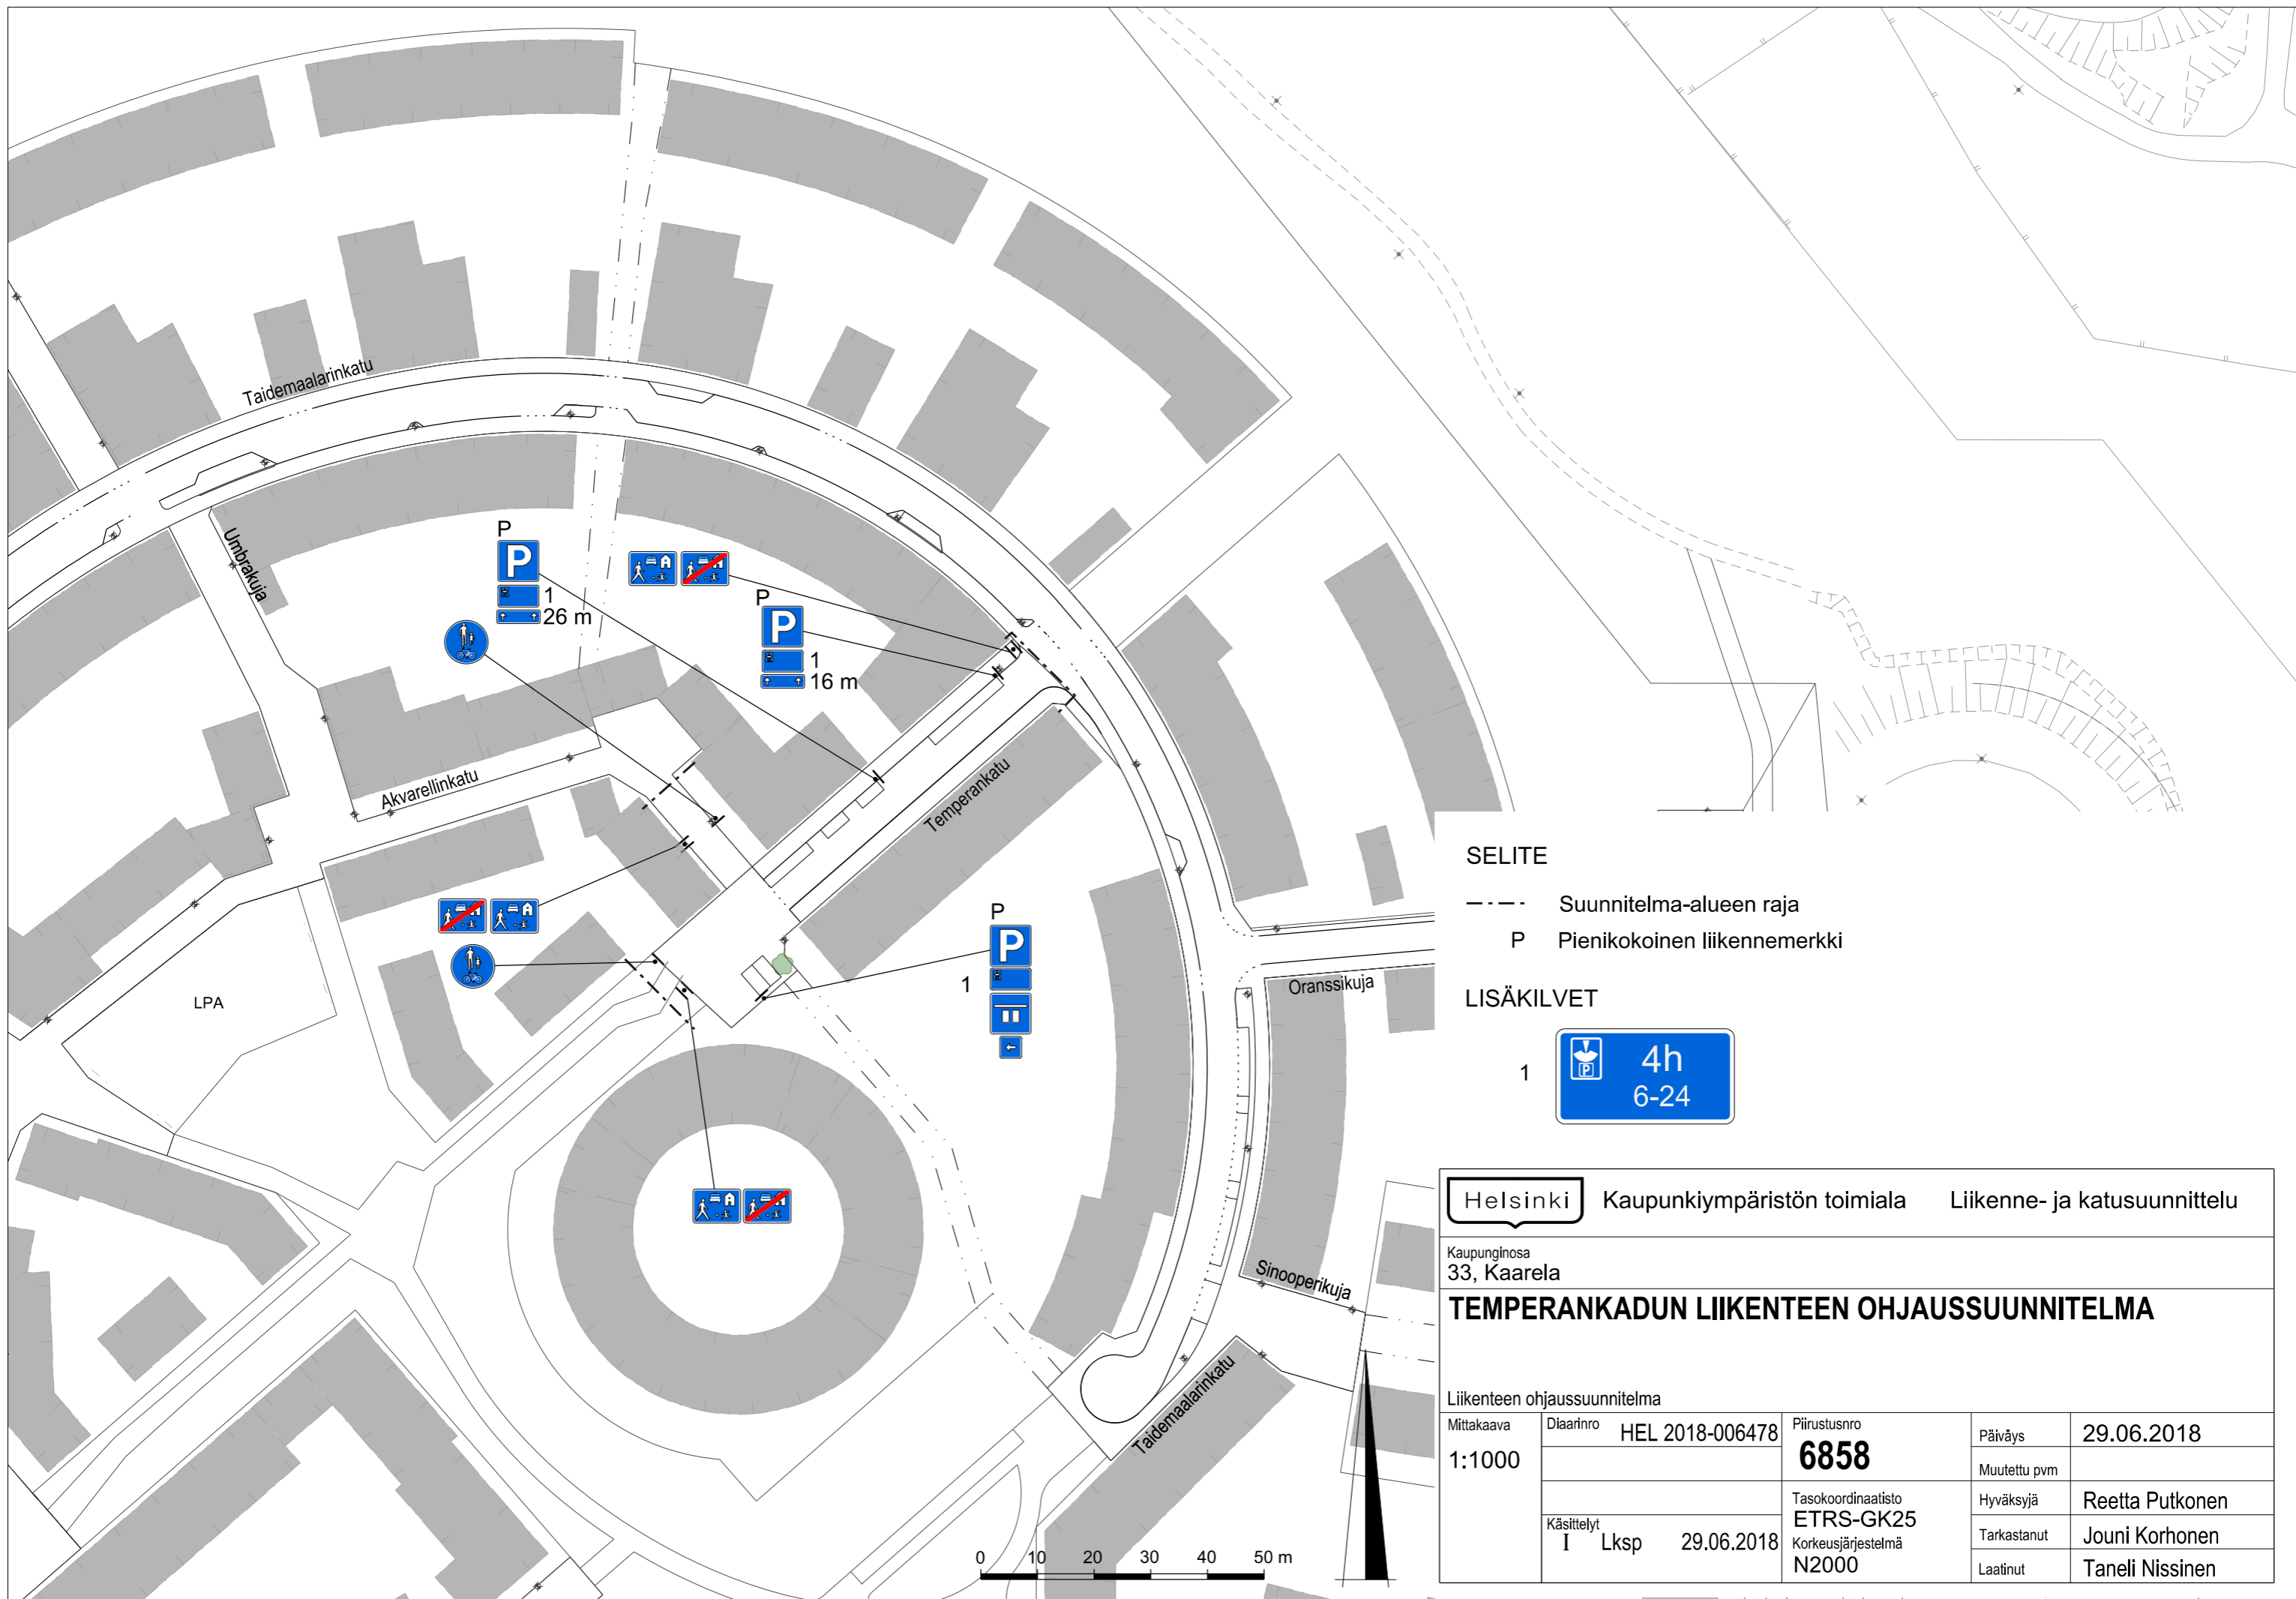 Taidemaalarinkatu
Umbrakuja
P
P
1
26 m
P
P
1
16 m
Akvarellinkatu
Temperankatu
P
P
1
LPA
Oranssikuja
Sinooperikuja
Taidemaalarinkatu
0 10 20 30 40 50 m
SELITE
Suunnitelma-alueen raja
P Pienikokoinen liikennemerkki
LISÄKILVET
1
P
4h
6-24
Helsinki Kaupunkiympäristön toimiala Liikenne- ja katusuunnittelu
Kaupunginosa
33, Kaarela
TEMPERANKADUN LIIKENTEEN OHJAUSSUUNNITELMA
Liikenteen ohjaussuunnitelma
Mittakaava
1:1000
Diaarinro HEL 2018-006478
Käsittelyt
I Lksp 29.06.2018
Piirustusnro
6858
Tasokoordinaatisto
ETRS-GK25
Korkeusjärjestelmä
N2000
Päiväys 29.06.2018
Muutettu pvm
Hyväksyjä Reetta Putkonen
Tarkastanut Jouni Korhonen
Laatinut Taneli Nissinen